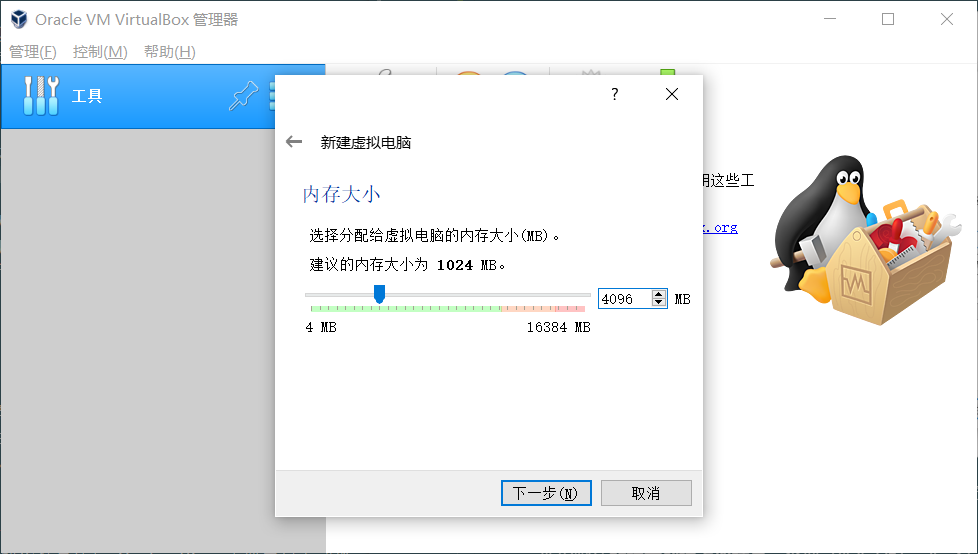 Oracle VM VirtualBox 管理器
管理(F) 控制(M) 帮助(H)
工具
?
新建虚拟电脑
内存大小
用这些工
选择分配给虚拟电脑的内存大小(MB)。
.org
建议的内存大小为 1024 MB。
4096 MB
4 MB 16384 MB
下一步(N) 取消